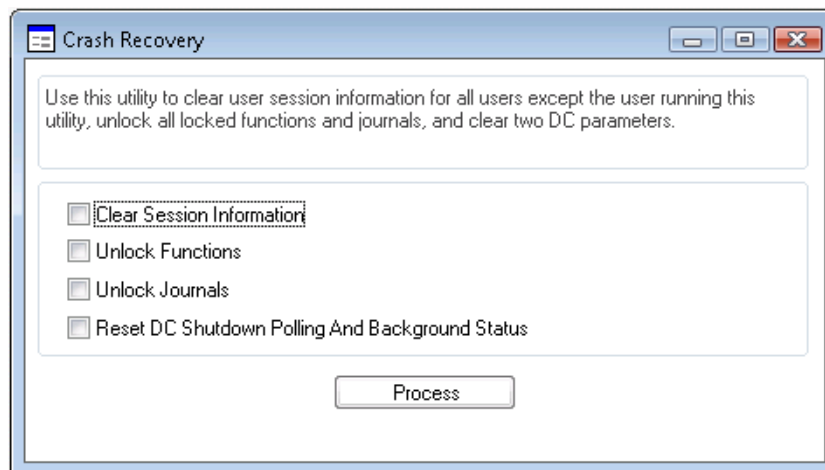 Crash Recovery
Use this utility to clear user session information for all users except the user running this
utility, unlock all locked functions and journals, and clear two DC parameters.
Clear Session Information
Unlock Functions
Unlock Journals
Reset DC Shutdown Polling And Background Status
Process